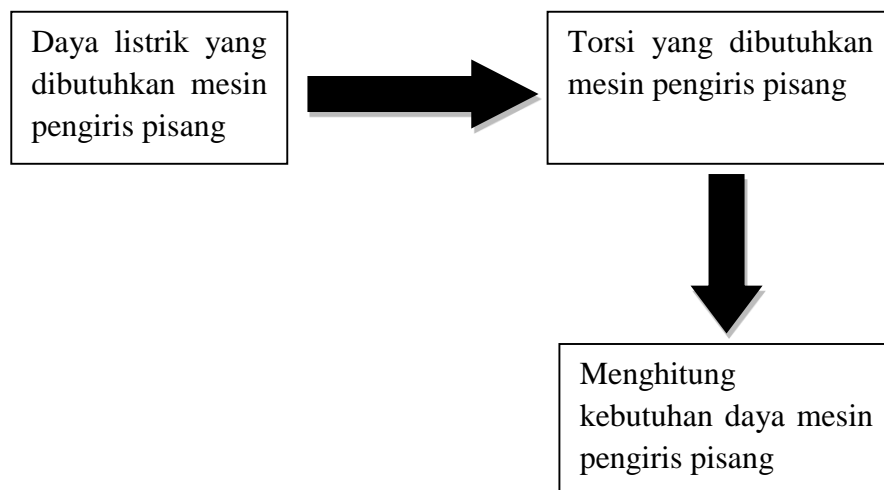 Daya listrik yang
dibutuhkan mesin
pengiris pisang
Torsi yang dibutuhkan
mesin pengiris pisang
Menghitung
kebutuhan daya mesin
pengiris pisang